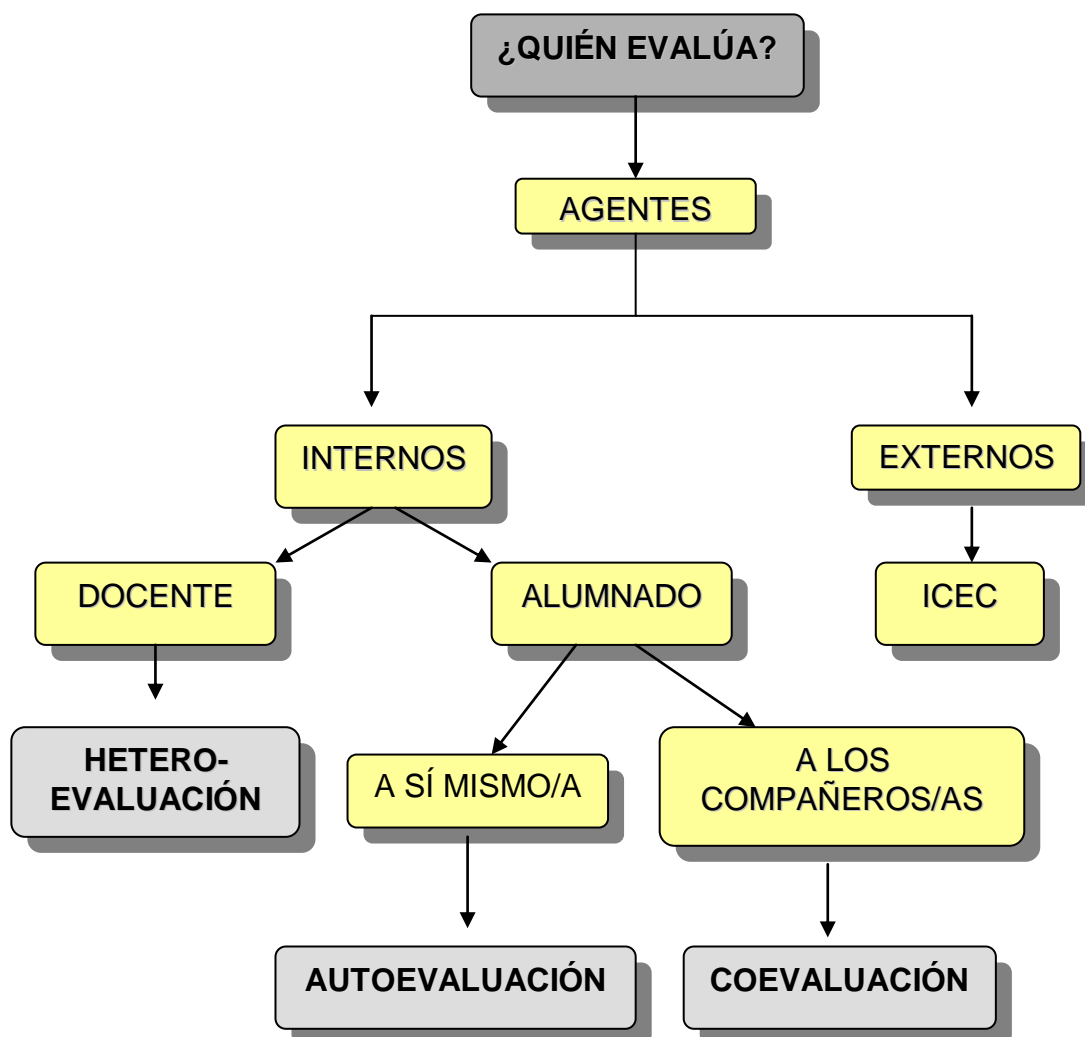 ¿QUIÉN EVALÚA?
AGENTES
INTERNOS
EXTERNOS
DOCENTE
ALUMNADO
ICEC
HETERO-
EVALUACIÓN
A SÍ MISMO/A
A LOS
COMPAÑEROS/AS
AUTOEVALUACIÓN
COEVALUACIÓN